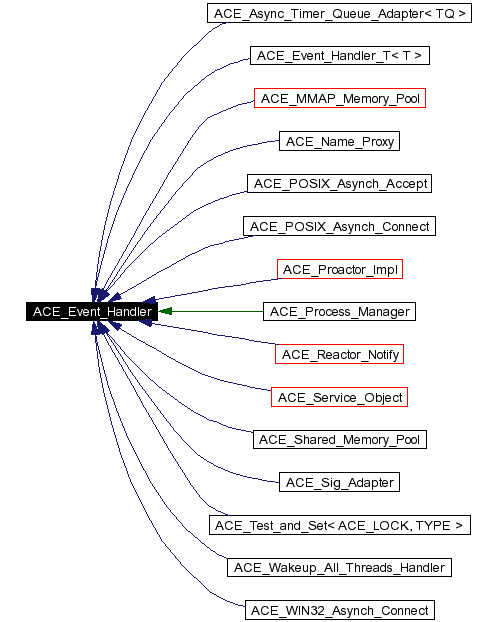 ACE_Async_Timer_Queue_Adapter< TQ >
ACE_Event_Handler_T< T >
ACE_MMAP_Memory_Pool
ACE_Name_Proxy
ACE_POSIX_Asynch_Accept
ACE_POSIX_Asynch_Connect
ACE_Proactor_Impl
ACE_Event_Handler
ACE_Process_Manager
ACE_Reactor_Notify
ACE_Service_Object
ACE_Shared_Memory_Pool
ACE_Sig_Adapter
ACE_Test_and_Set< ACE_LOCK, TYPE >
ACE_Wakeup_All_Threads_Handler
ACE_WIN32_Asynch_Connect